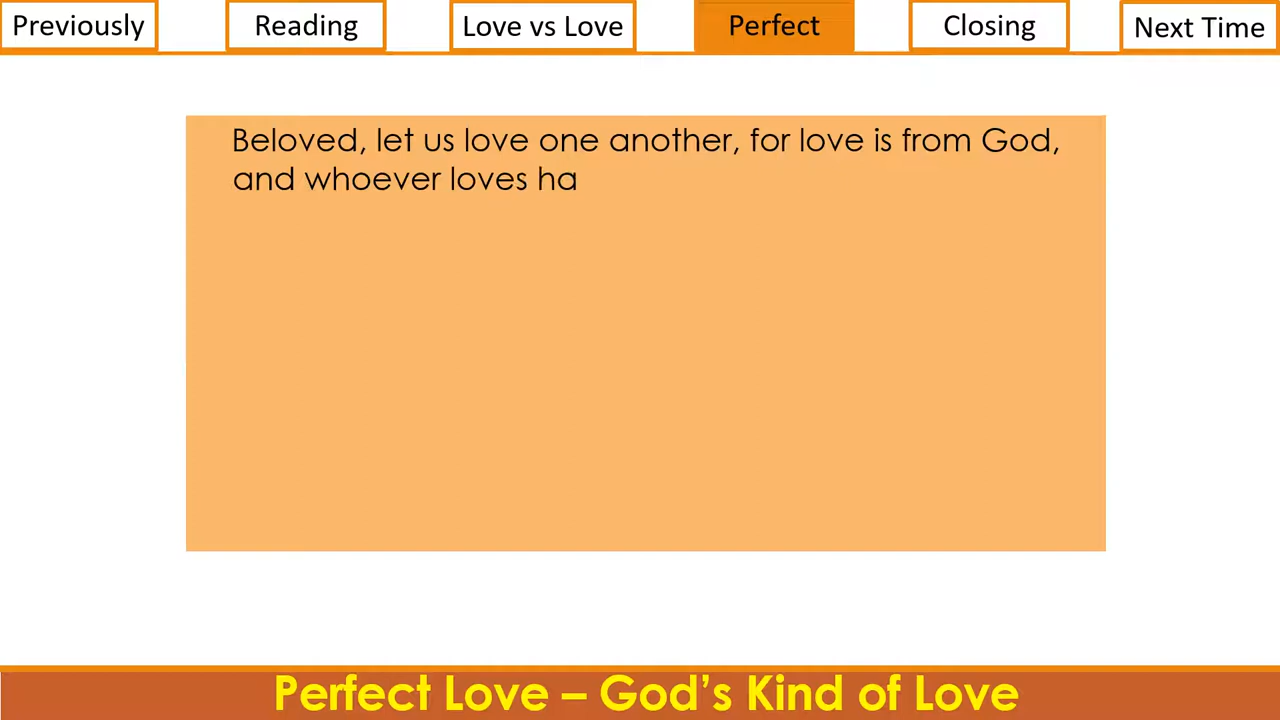 Previously
Reading
Love vs Love
Perfect
Closing
Next Time
Beloved, let us love one another, for love is from God,
and whoever loves ha
Perfect Love – God's Kind of Love